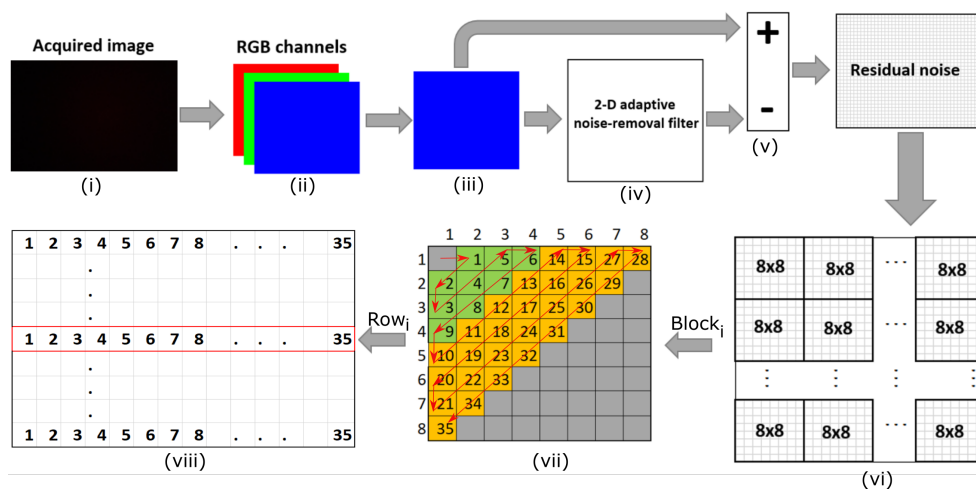 Acquired image
RGB channels
2-D adaptive
noise-removal filter
+
-
Residual noise
(i)
(ii)
(iii)
(iv)
(v)
8x8 8x8 ... 8x8
8x8 8x8 8x8
⋮ ⋮ ... ⋮
8x8 8x8 ... 8x8
(vi)
Block i
1 2 3 4 5 6 7 8
1 1 5 6 14 15 27 28
2 2 4 7 13 16 26 29
3 3 8 12 17 25 30
4 9 11 18 24 31
5 10 19 23 32
6 20 22 33
7 21 34
8 35
(vii)
Row i
1 2 3 4 5 6 7 8 . . . 35
.
.
1 2 3 4 5 6 7 8 . . . 35
.
.
.
1 2 3 4 5 6 7 8 . . . 35
(viii)